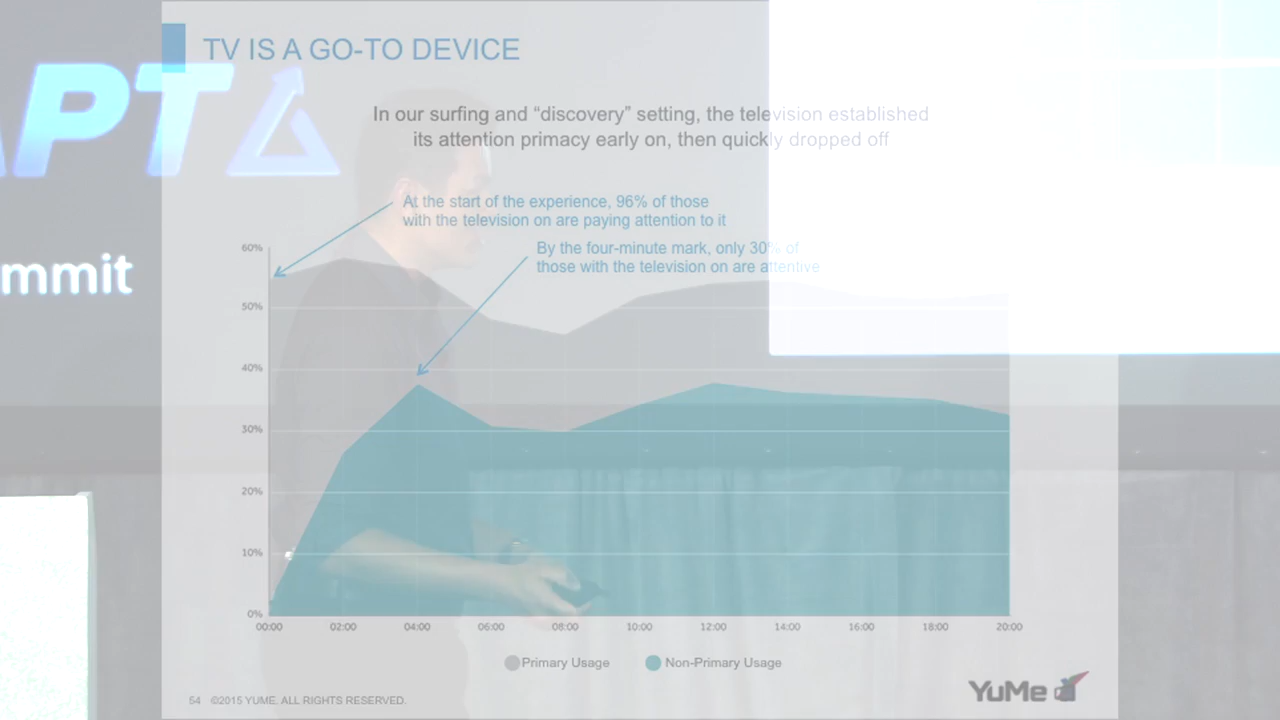 TV IS A GO-TO DEVICE
APT
mmit
In our surfing and “discovery” setting, the television established
its attention primacy early on, then quickly dropped off
At the start of the experience, 96% of those
with the television on are paying attention to it
By the four-minute mark, only 30% of
those with the television on are attentive
60%
50%
40%
30%
20%
10%
0%
00:00 02:00 04:00 06:00 08:00 10:00 12:00 14:00 16:00 18:00 20:00
Primary Usage Non-Primary Usage
54 ©2015 YUME. ALL RIGHTS RESERVED.
YuMe